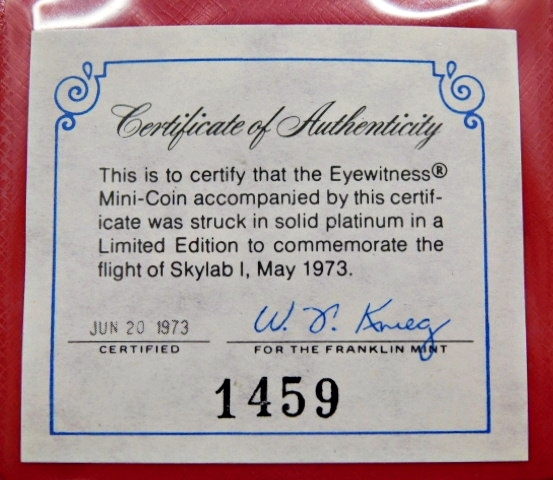 Certificate of Authenticity
This is to certify that the Eyewitness®
Mini-Coin accompanied by this certif-
icate was struck in solid platinum in a
Limited Edition to commemorate the
flight of Skylab I, May 1973.
JUN 20 1973
W. F. Krieg
CERTIFIED
FOR THE FRANKLIN MINT
1459